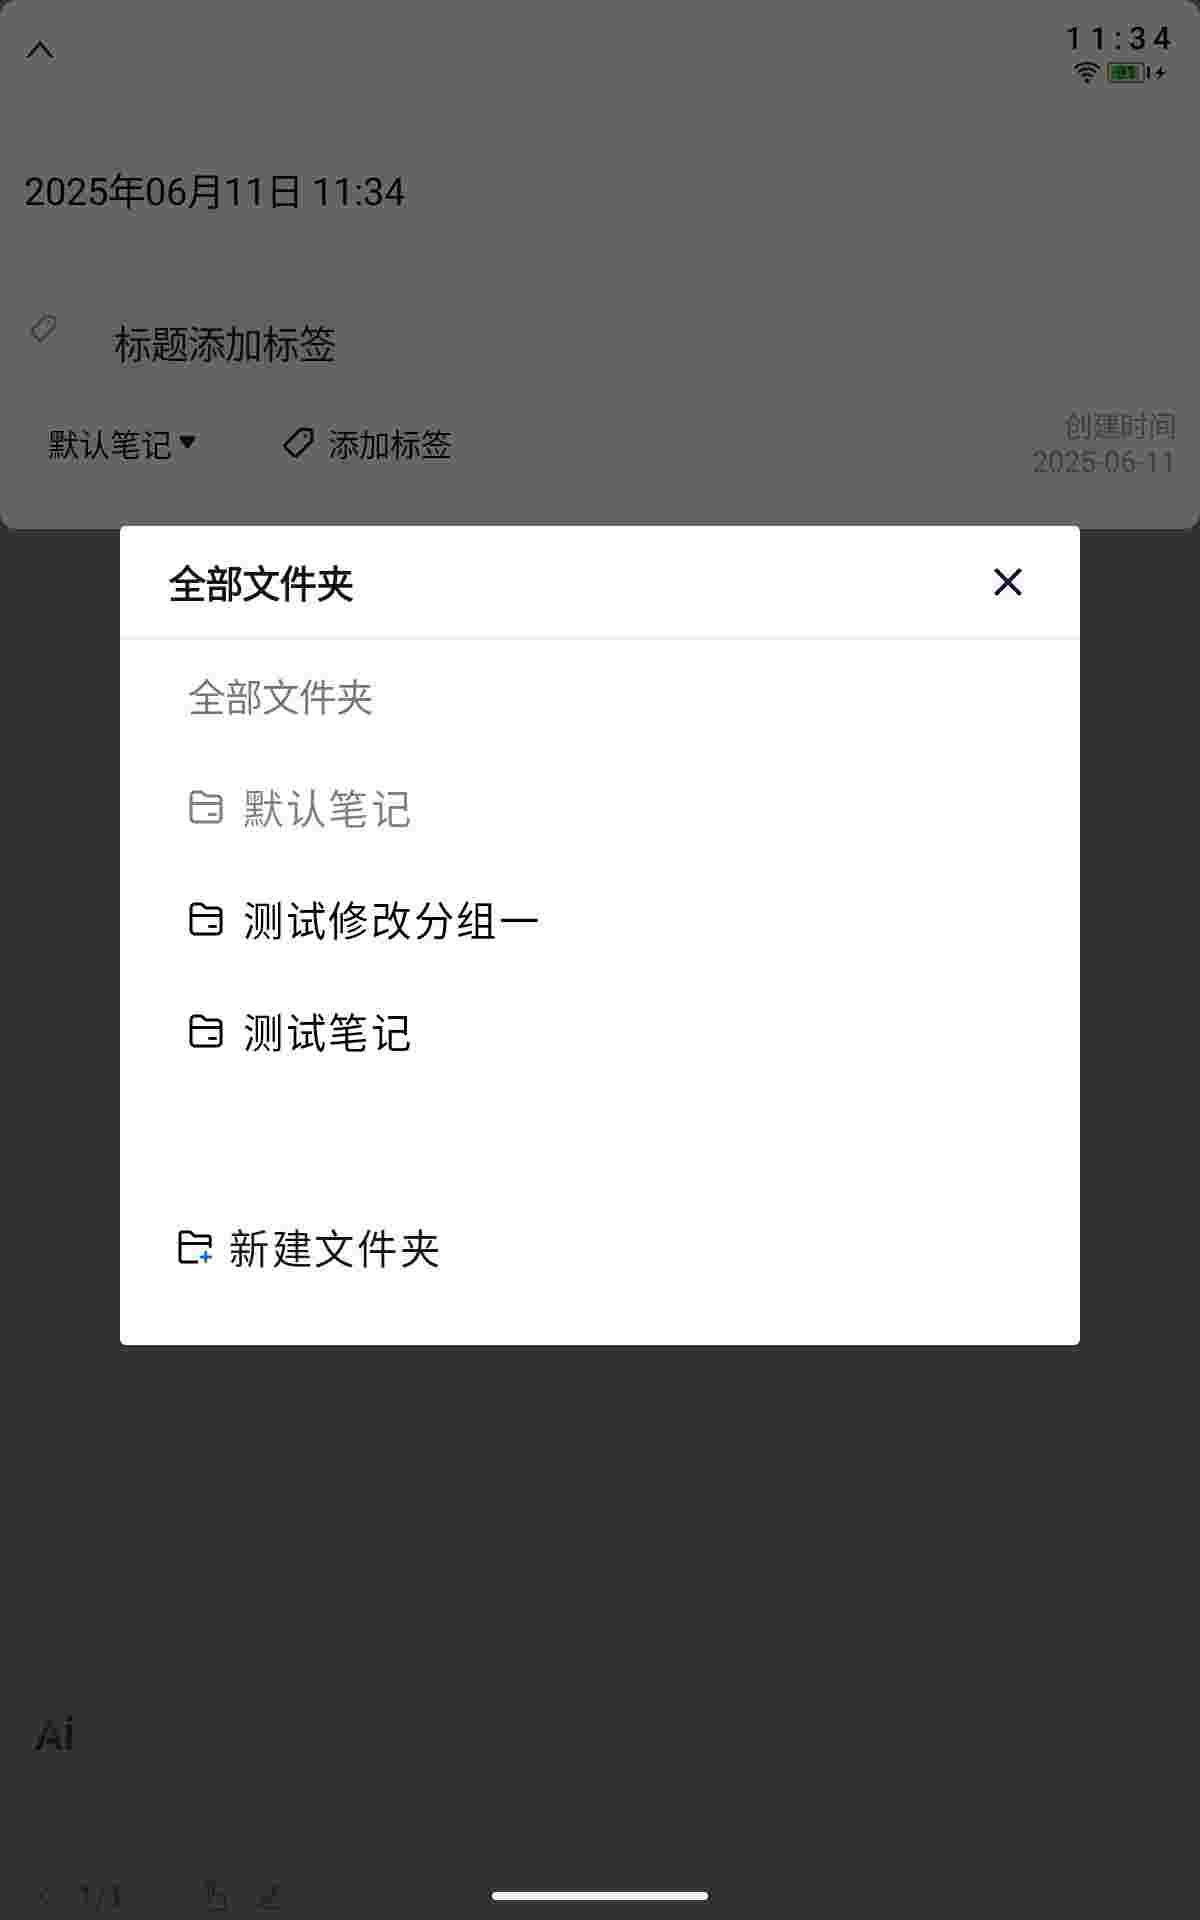 11:34
2025年06月11日 11:34
标题添加标签
默认笔记 添加标签
创建时间
2025-06-11
全部文件夹
全部文件夹
默认笔记
测试修改分组一
测试笔记
新建文件夹
Ai
1/1